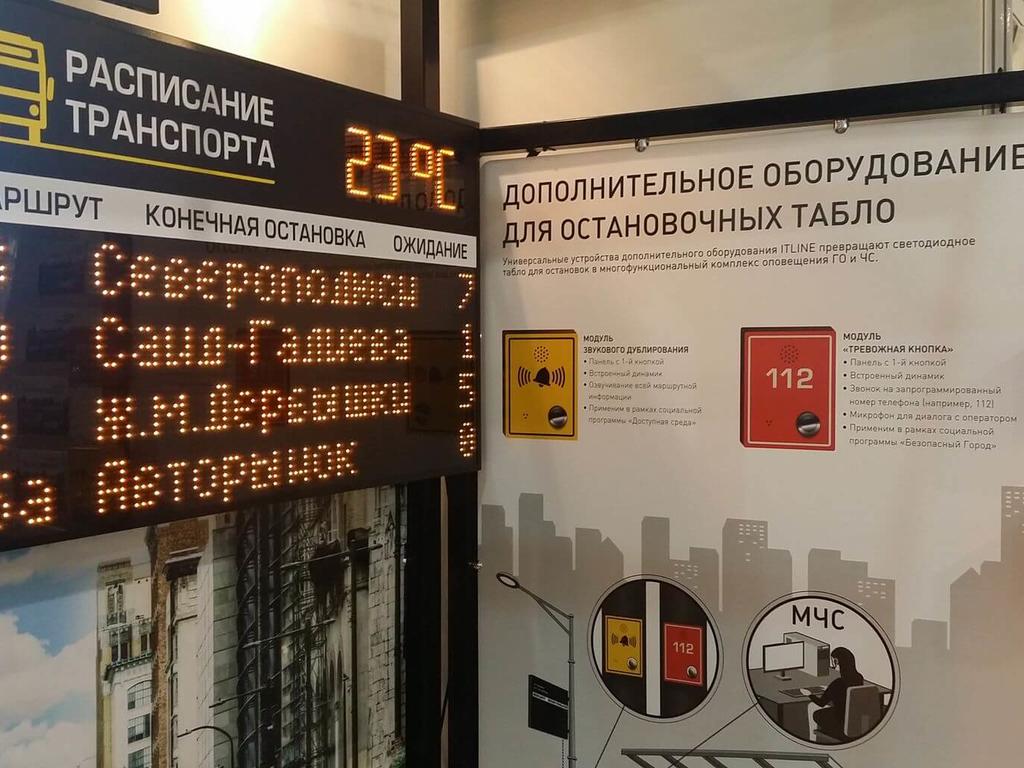 РАСПИСАНИЕ
ТРАНСПОРТА
23°C
КОНЕЧНАЯ ОСТАНОВКА ОЖИДАНИЕ
7
1
Ж.М.Дербышки 5
Авторынок 0
ДОПОЛНИТЕЛЬНОЕ ОБОРУДОВАНИЕ
ДЛЯ ОСТАНОВОЧНЫХ ТАБЛО
Универсальные устройства дополнительного оборудования ITLINE превращают светодиодное
табло для остановок в многофункциональный комплекс оповещения ГО и ЧС.
МОДУЛЬ
ЗВУКОВОГО ДУБЛИРОВАНИЯ
• Панель с 1-й кнопкой
• Встроенный динамик
• Озвучивание всей маршрутной
информации
• Применим в рамках социальной
программы «Доступная среда»
112
МОДУЛЬ
«ТРЕВОЖНАЯ КНОПКА»
• Панель с 1-й кнопкой
• Встроенный динамик
• Звонок на запрограммированный
номер телефона (например, 112)
• Микрофон для диалога с оператором
• Применим в рамках социальной
программы «Безопасный Город»
112
МЧС